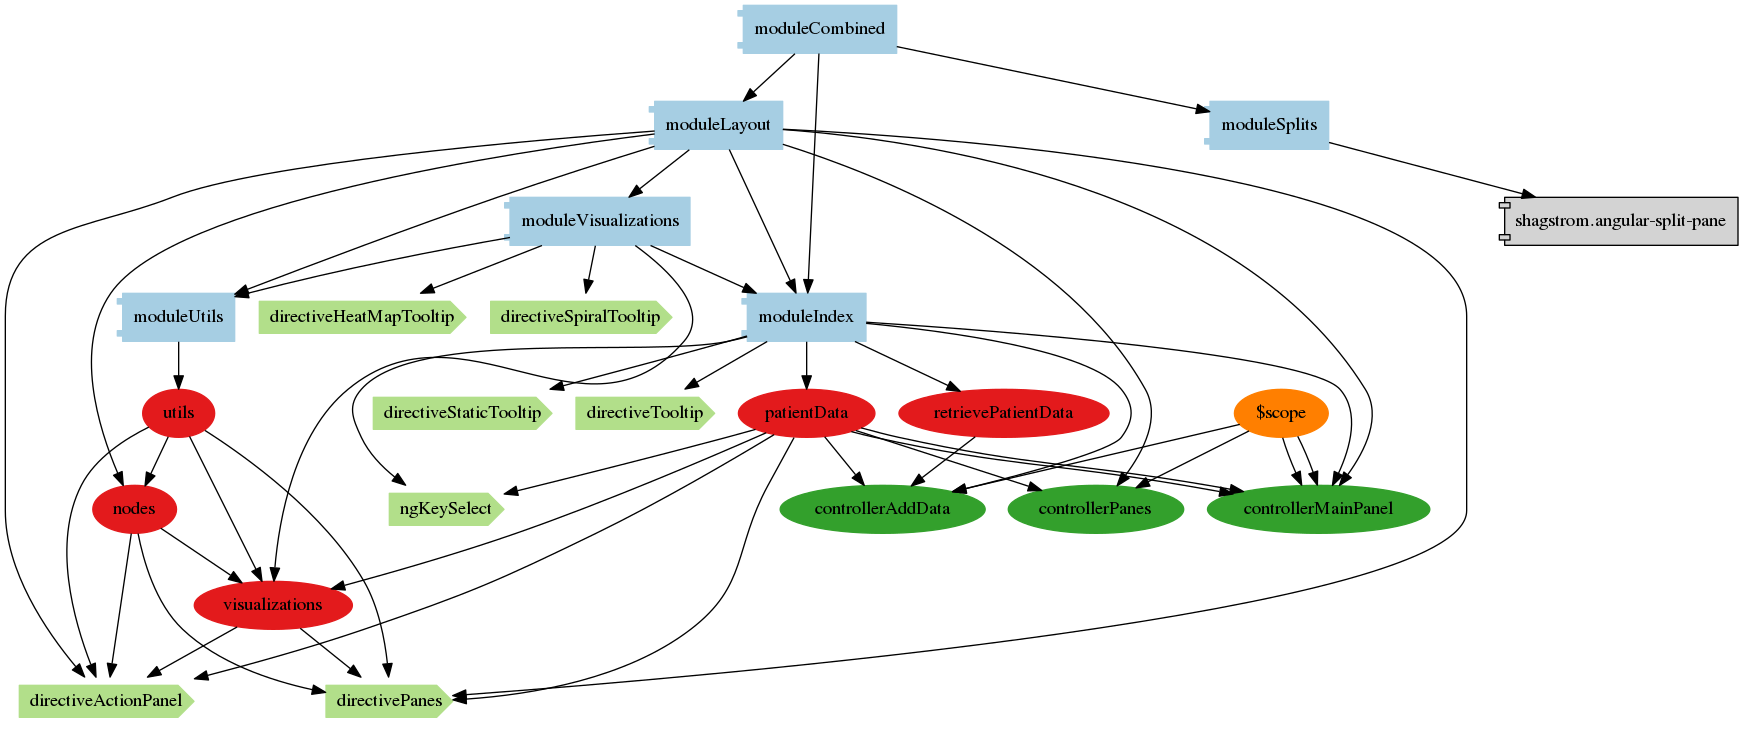 moduleCombined
moduleLayout
moduleSplits
moduleVisualizations
shagstrom.angular-split-pane
moduleUtils
directiveHeatMapTooltip
directiveSpiralTooltip
moduleIndex
utils
directiveStaticTooltip
directiveTooltip
patientData
retrievePatientData
$scope
nodes
ngKeySelect
controllerAddData
controllerPanes
controllerMainPanel
visualizations
directiveActionPanel
directivePanes